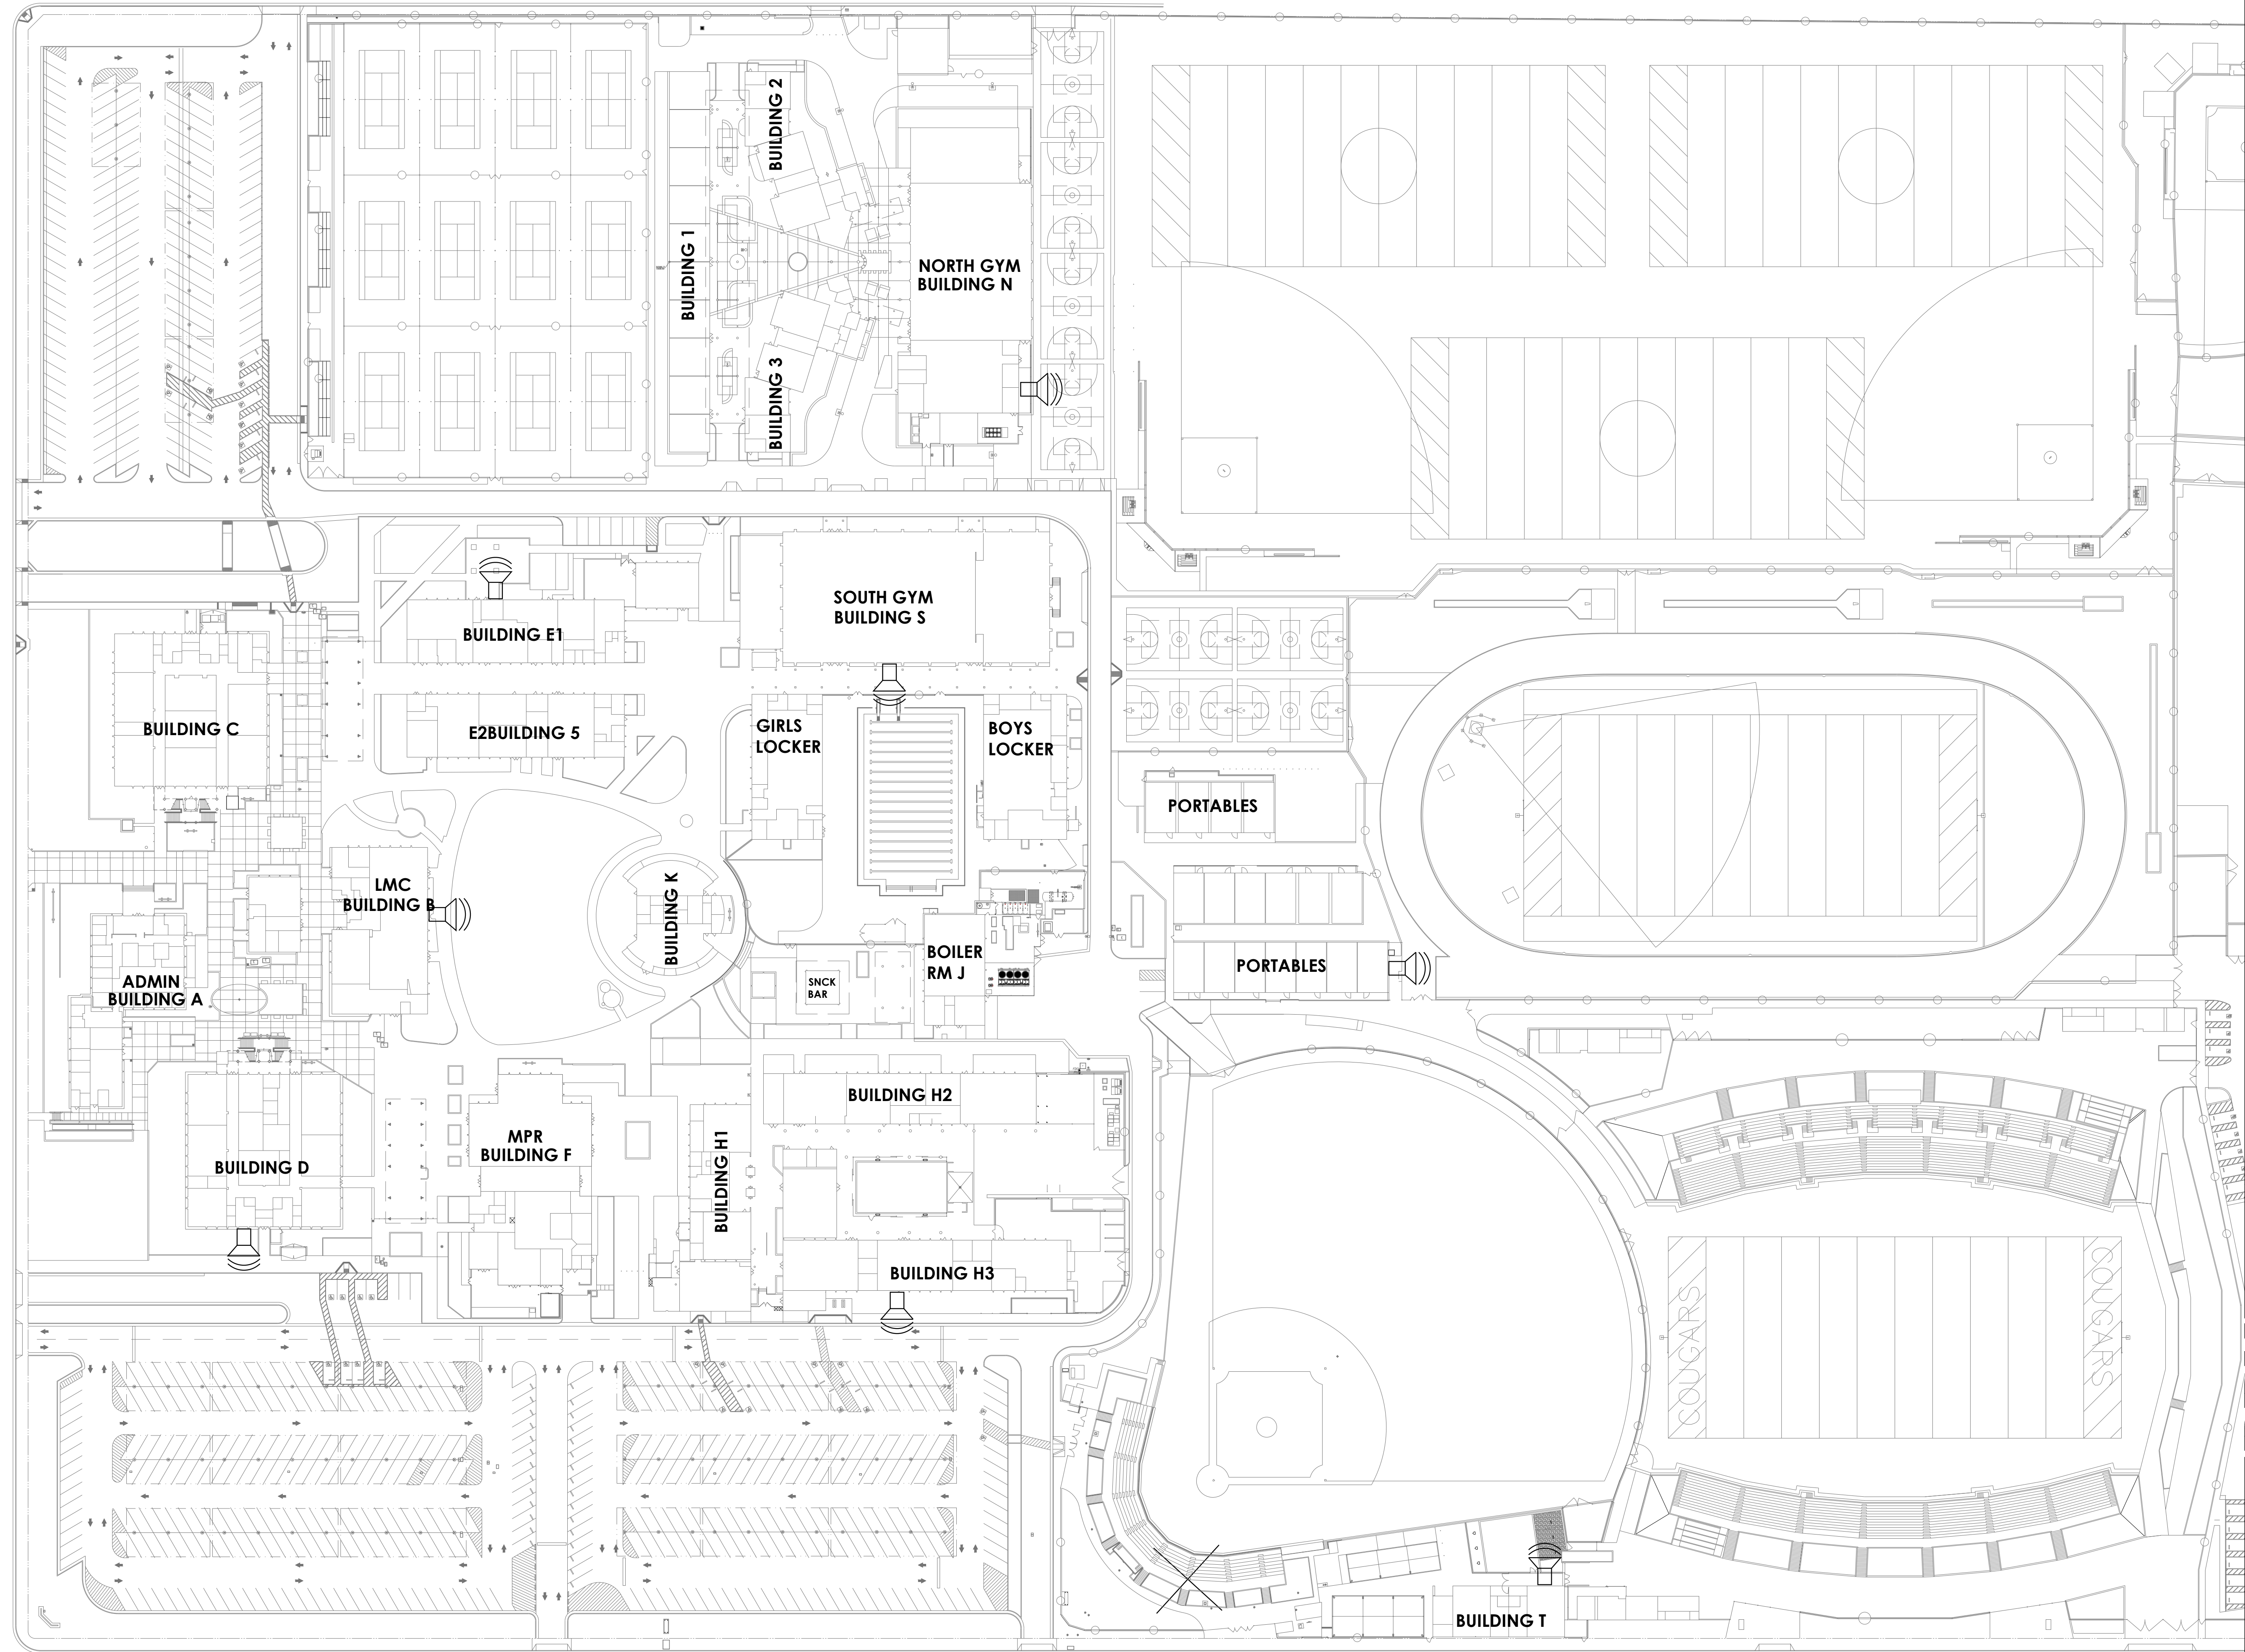 BUILDING 2
BUILDING 1
NORTH GYM
BUILDING N
BUILDING 3
SOUTH GYM
BUILDING S
BUILDING E1
BUILDING C
E2BUILDING 5
GIRLS
LOCKER
BOYS
LOCKER
PORTABLES
LMC
BUILDING B
BUILDING K
BOILER
RM J
PORTABLES
ADMIN
BUILDING A
SNCK
BAR
BUILDING H2
MPR
BUILDING F
BUILDING H1
BUILDING D
BUILDING H3
COUGARS
COUGARS
BUILDING T